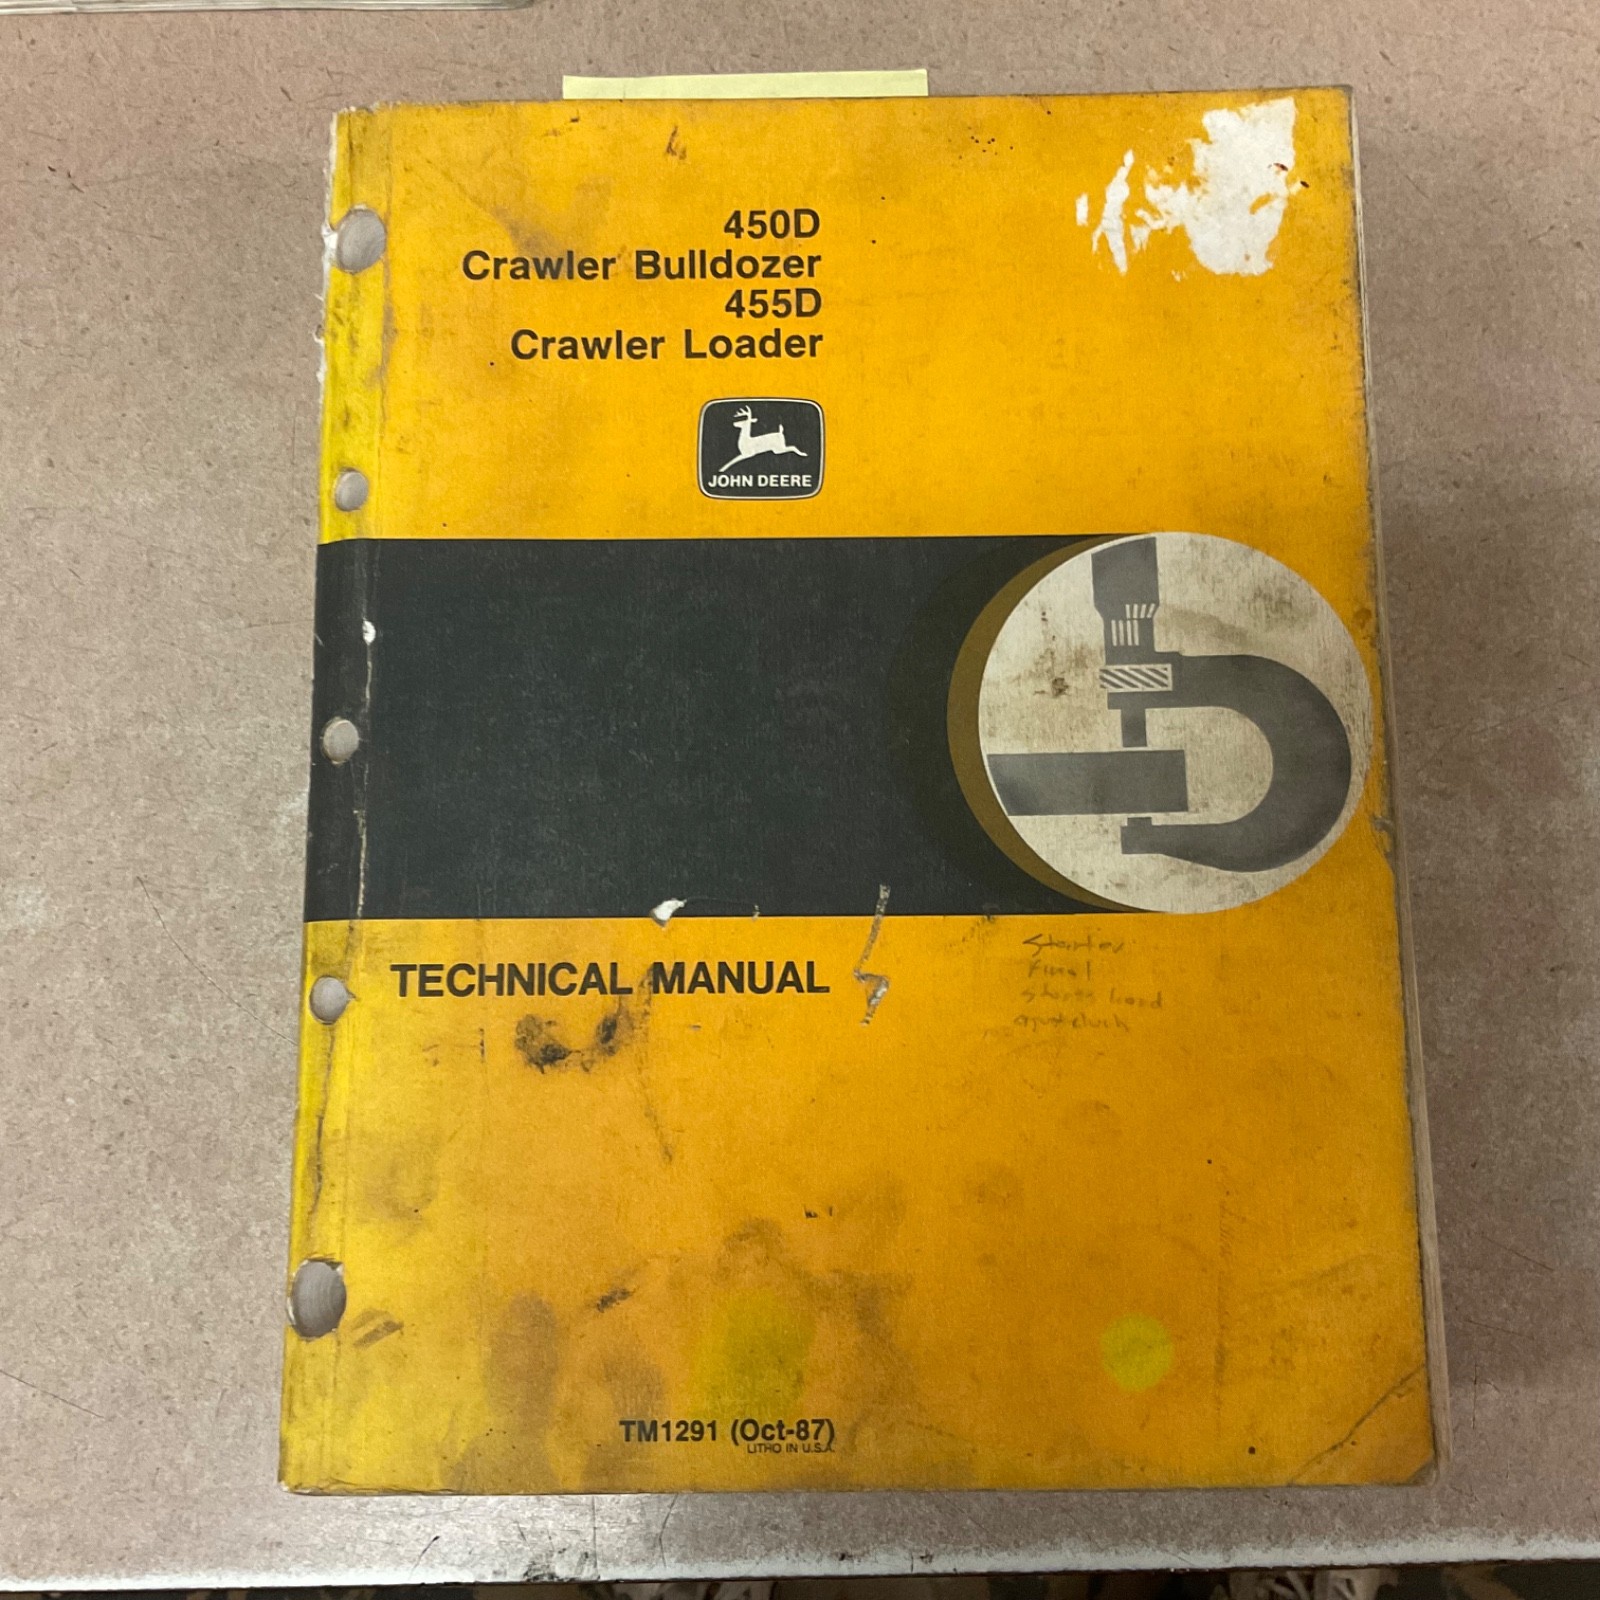 450D
Crawler Bulldozer
455D
Crawler Loader
JOHN DEERE
TECHNICAL MANUAL
Starter
Final
TM1291 (Oct-87)
LITHO IN U.S.A.